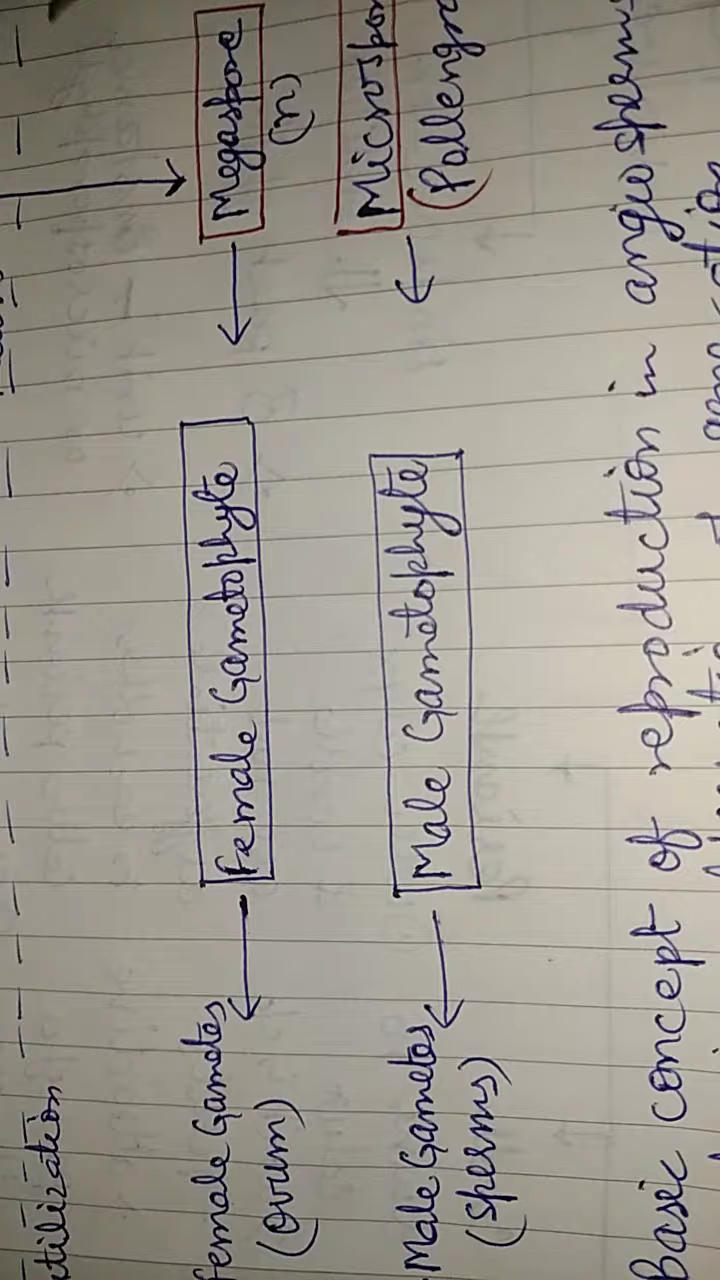 tilization
Female Gametes ← Female Gametophyte ← Megaspore
(Ovum) (n)
Male Gametes ← Male Gametophyte ← Microspor
(Sperms) (Pollengra
Basic concept of reproduction in angiosperms